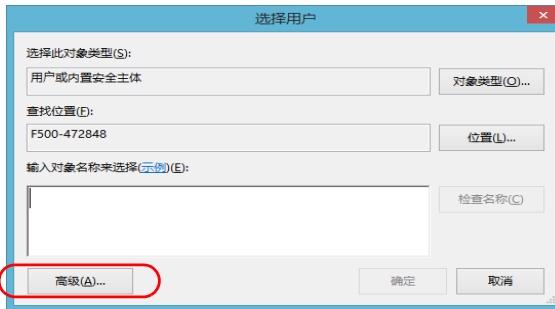 选择用户
选择此对象类型(S):
用户或内置安全主体
对象类型(O)...
查找位置(F):
F500-472848
位置(L)...
输入对象名称来选择(示例)(E):
检查名称(C)
高级(A)...
确定
取消